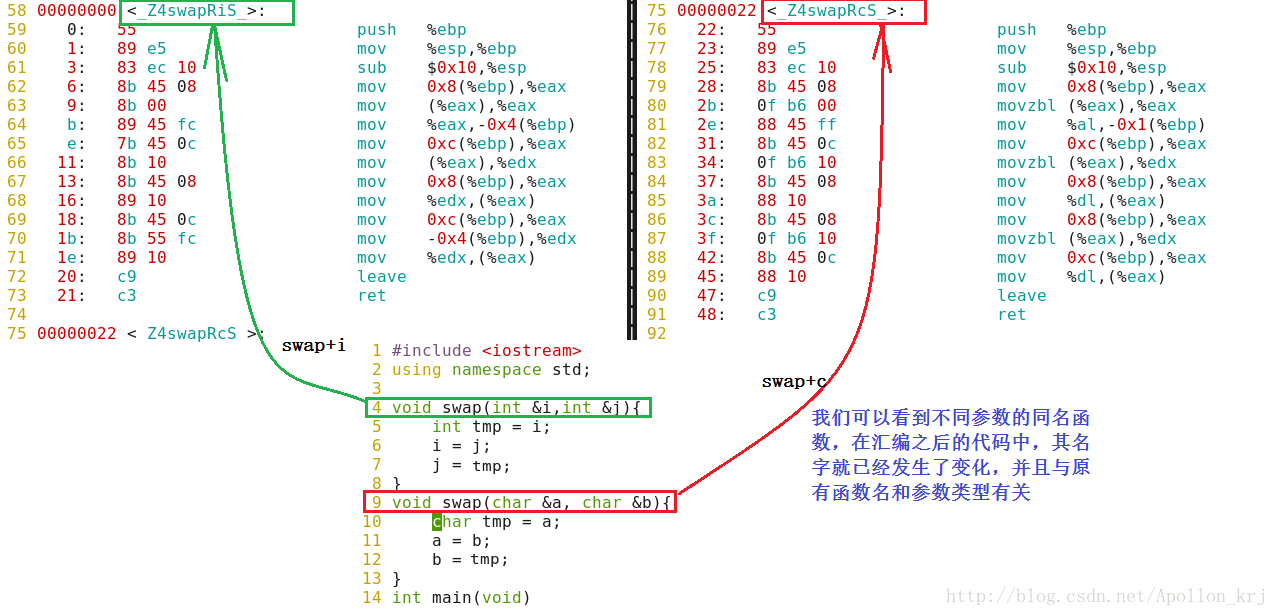 58 00000000 <_Z4swapRiS_>:
59 0: 55 push %ebp
60 1: 89 e5 mov %esp,%ebp
61 3: 83 ec 10 sub $0x10,%esp
62 6: 8b 45 08 mov 0x8(%ebp),%eax
63 9: 8b 00 mov (%eax),%eax
64 b: 89 45 fc mov %eax,-0x4(%ebp)
65 e: 7b 45 0c mov 0xc(%ebp),%eax
66 11: 8b 10 mov (%eax),%edx
67 13: 8b 45 08 mov 0x8(%ebp),%eax
68 16: 89 10 mov %edx,(%eax)
69 18: 8b 45 0c mov 0xc(%ebp),%eax
70 1b: 8b 55 fc mov -0x4(%ebp),%edx
71 1e: 89 10 mov %edx,(%eax)
72 20: c9 leave
73 21: c3 ret
74
75 00000022 < Z4swapRcS >:
75 00000022 <_Z4swapRcS_>:
76 22: 55 push %ebp
77 23: 89 e5 mov %esp,%ebp
78 25: 83 ec 10 sub $0x10,%esp
79 28: 8b 45 08 mov 0x8(%ebp),%eax
80 2b: 0f b6 00 movzbl (%eax),%eax
81 2e: 88 45 ff mov %al,-0x1(%ebp)
82 31: 8b 45 0c mov 0xc(%ebp),%eax
83 34: 0f b6 10 movzbl (%eax),%edx
84 37: 8b 45 08 mov 0x8(%ebp),%eax
85 3a: 88 10 mov %dl,(%eax)
86 3c: 8b 45 08 mov 0x8(%ebp),%eax
87 3f: 0f b6 10 movzbl (%eax),%edx
88 42: 8b 45 0c mov 0xc(%ebp),%eax
89 45: 88 10 mov %dl,(%eax)
90 47: c9 leave
91 48: c3 ret
92
swap+i
1 #include <iostream>
2 using namespace std;
3
4 void swap(int &i,int &j){
5 int tmp = i;
6 i = j;
7 j = tmp;
8 }
9 void swap(char &a, char &b){
10 char tmp = a;
11 a = b;
12 b = tmp;
13 }
14 int main(void)
swap+c
我们可以看到不同参数的同名函
数，在汇编之后的代码中，其名
字就已经发生了变化，并且与原
有函数名和参数类型有关
http://blog.csdn.net/Apollon_krj